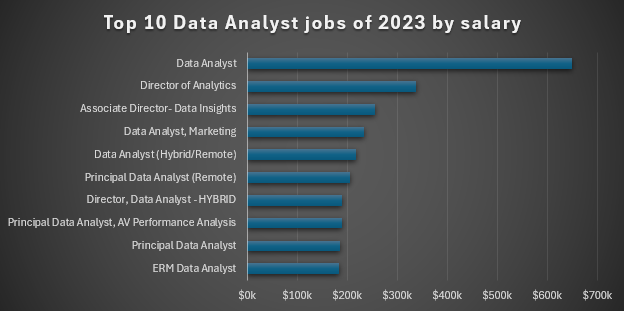 Top 10 Data Analyst jobs of 2023 by salary
Data Analyst
Director of Analytics
Associate Director- Data Insights
Data Analyst, Marketing
Data Analyst (Hybrid/Remote)
Principal Data Analyst (Remote)
Director, Data Analyst - HYBRID
Principal Data Analyst, AV Performance Analysis
Principal Data Analyst
ERM Data Analyst
$0k $100k $200k $300k $400k $500k $600k $700k